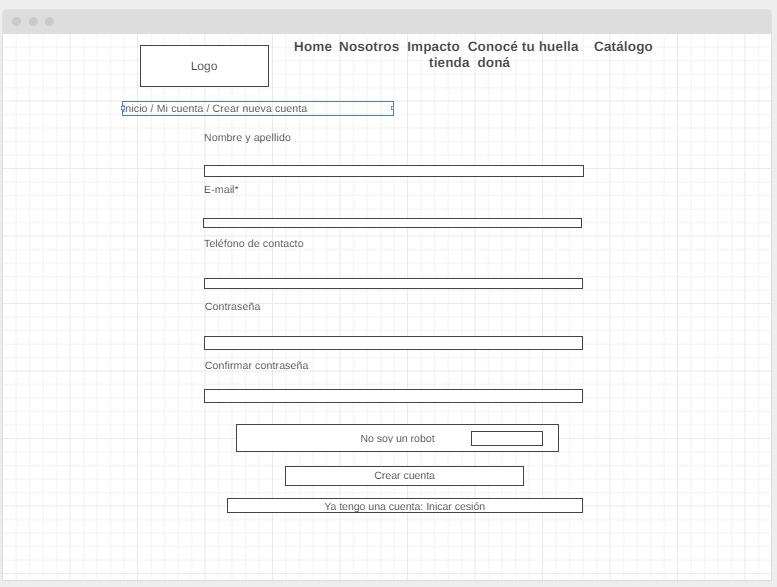 Home Nosotros Impacto Conocé tu huella Catálogo
tienda doná
Logo
Inicio / Mi cuenta / Crear nueva cuenta
Nombre y apellido
E-mail*
Teléfono de contacto
Contraseña
Confirmar contraseña
No soy un robot
Crear cuenta
Ya tengo una cuenta: Inicar cesión